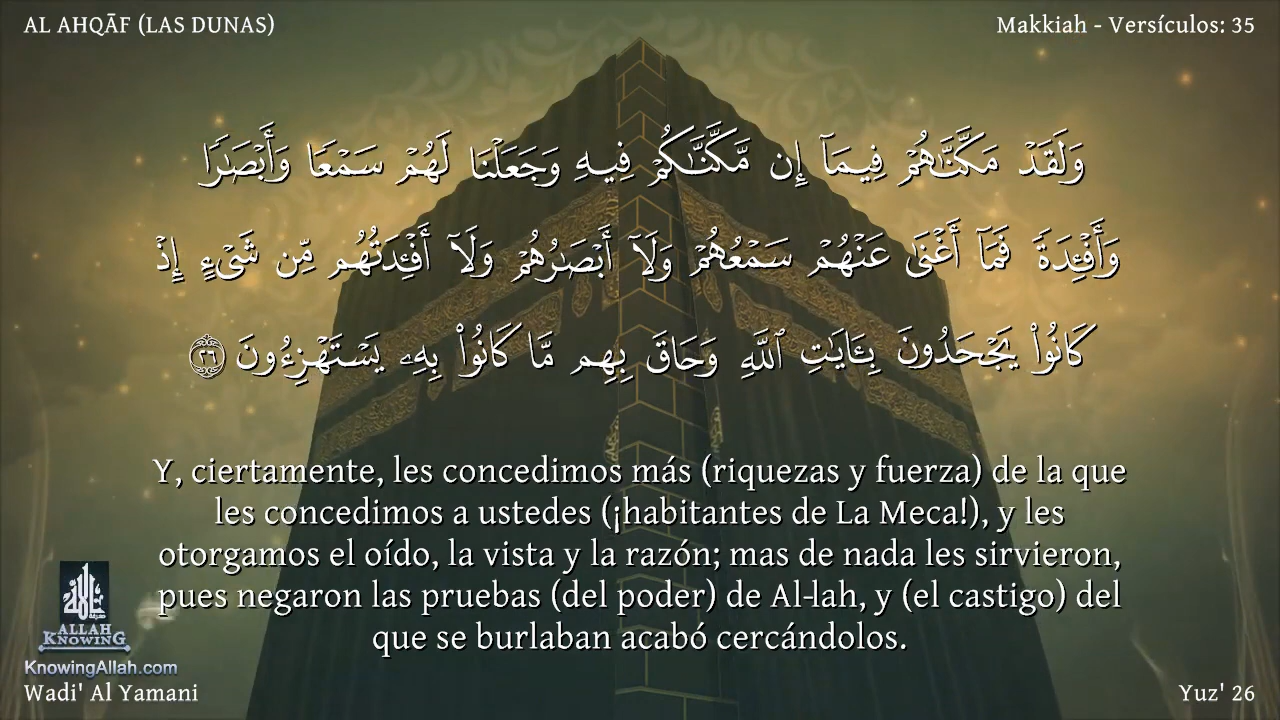 AL AHQĀF (LAS DUNAS)
Makkiah - Versículos: 35
وَلَقَدْ مَكَّنَّٰهُمْ فِيمَآ إِن مَّكَّنَّٰكُمْ فِيهِ وَجَعَلْنَا لَهُمْ سَمْعًا وَأَبْصَٰرًا
وَأَفْـِٔدَةً فَمَآ أَغْنَىٰ عَنْهُمْ سَمْعُهُمْ وَلَآ أَبْصَٰرُهُمْ وَلَآ أَفْـِٔدَتُهُم مِّن شَىْءٍ إِذْ
كَانُوا۟ يَجْحَدُونَ بِـَٔايَٰتِ ٱللَّهِ وَحَاقَ بِهِم مَّا كَانُوا۟ بِهِۦ يَسْتَهْزِءُونَ ٢٦
Y, ciertamente, les concedimos más (riquezas y fuerza) de la que
les concedimos a ustedes (¡habitantes de La Meca!), y les
otorgamos el oído, la vista y la razón; mas de nada les sirvieron,
pues negaron las pruebas (del poder) de Al-lah, y (el castigo) del
que se burlaban acabó cercándolos.
ALLAH
KNOWING
KnowingAllah.com
Wadi' Al Yamani
Yuz' 26